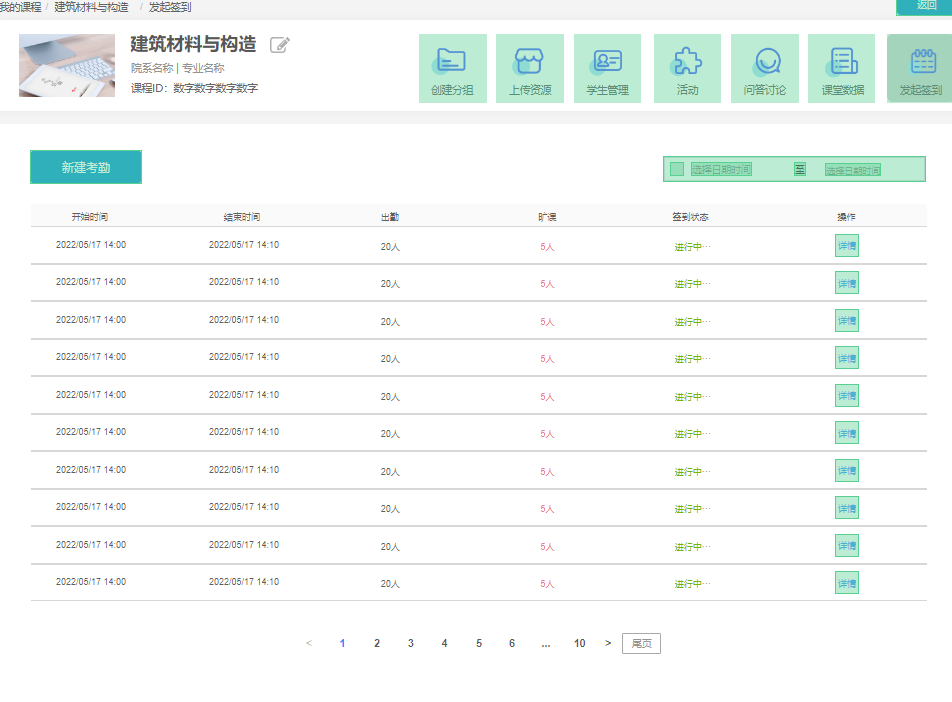 我的课程 / 建筑材料与构造 / 发起签到 返回
建筑材料与构造
院系名称 | 专业名称
课程ID: 数字数字数字数字
创建分组 上传资源 学生管理 活动 问答讨论 课堂数据 发起签到
新建考勤 选择日期时间 至 选择日期时间
开始时间 结束时间 出勤 旷课 签到状态 操作
2022/05/17 14:00 2022/05/17 14:10 20人 5人 进行中··· 详情
2022/05/17 14:00 2022/05/17 14:10 20人 5人 进行中··· 详情
2022/05/17 14:00 2022/05/17 14:10 20人 5人 进行中··· 详情
2022/05/17 14:00 2022/05/17 14:10 20人 5人 进行中··· 详情
2022/05/17 14:00 2022/05/17 14:10 20人 5人 进行中··· 详情
2022/05/17 14:00 2022/05/17 14:10 20人 5人 进行中··· 详情
2022/05/17 14:00 2022/05/17 14:10 20人 5人 进行中··· 详情
2022/05/17 14:00 2022/05/17 14:10 20人 5人 进行中··· 详情
2022/05/17 14:00 2022/05/17 14:10 20人 5人 进行中··· 详情
2022/05/17 14:00 2022/05/17 14:10 20人 5人 进行中··· 详情
< 1 2 3 4 5 6 ... 10 > 尾页